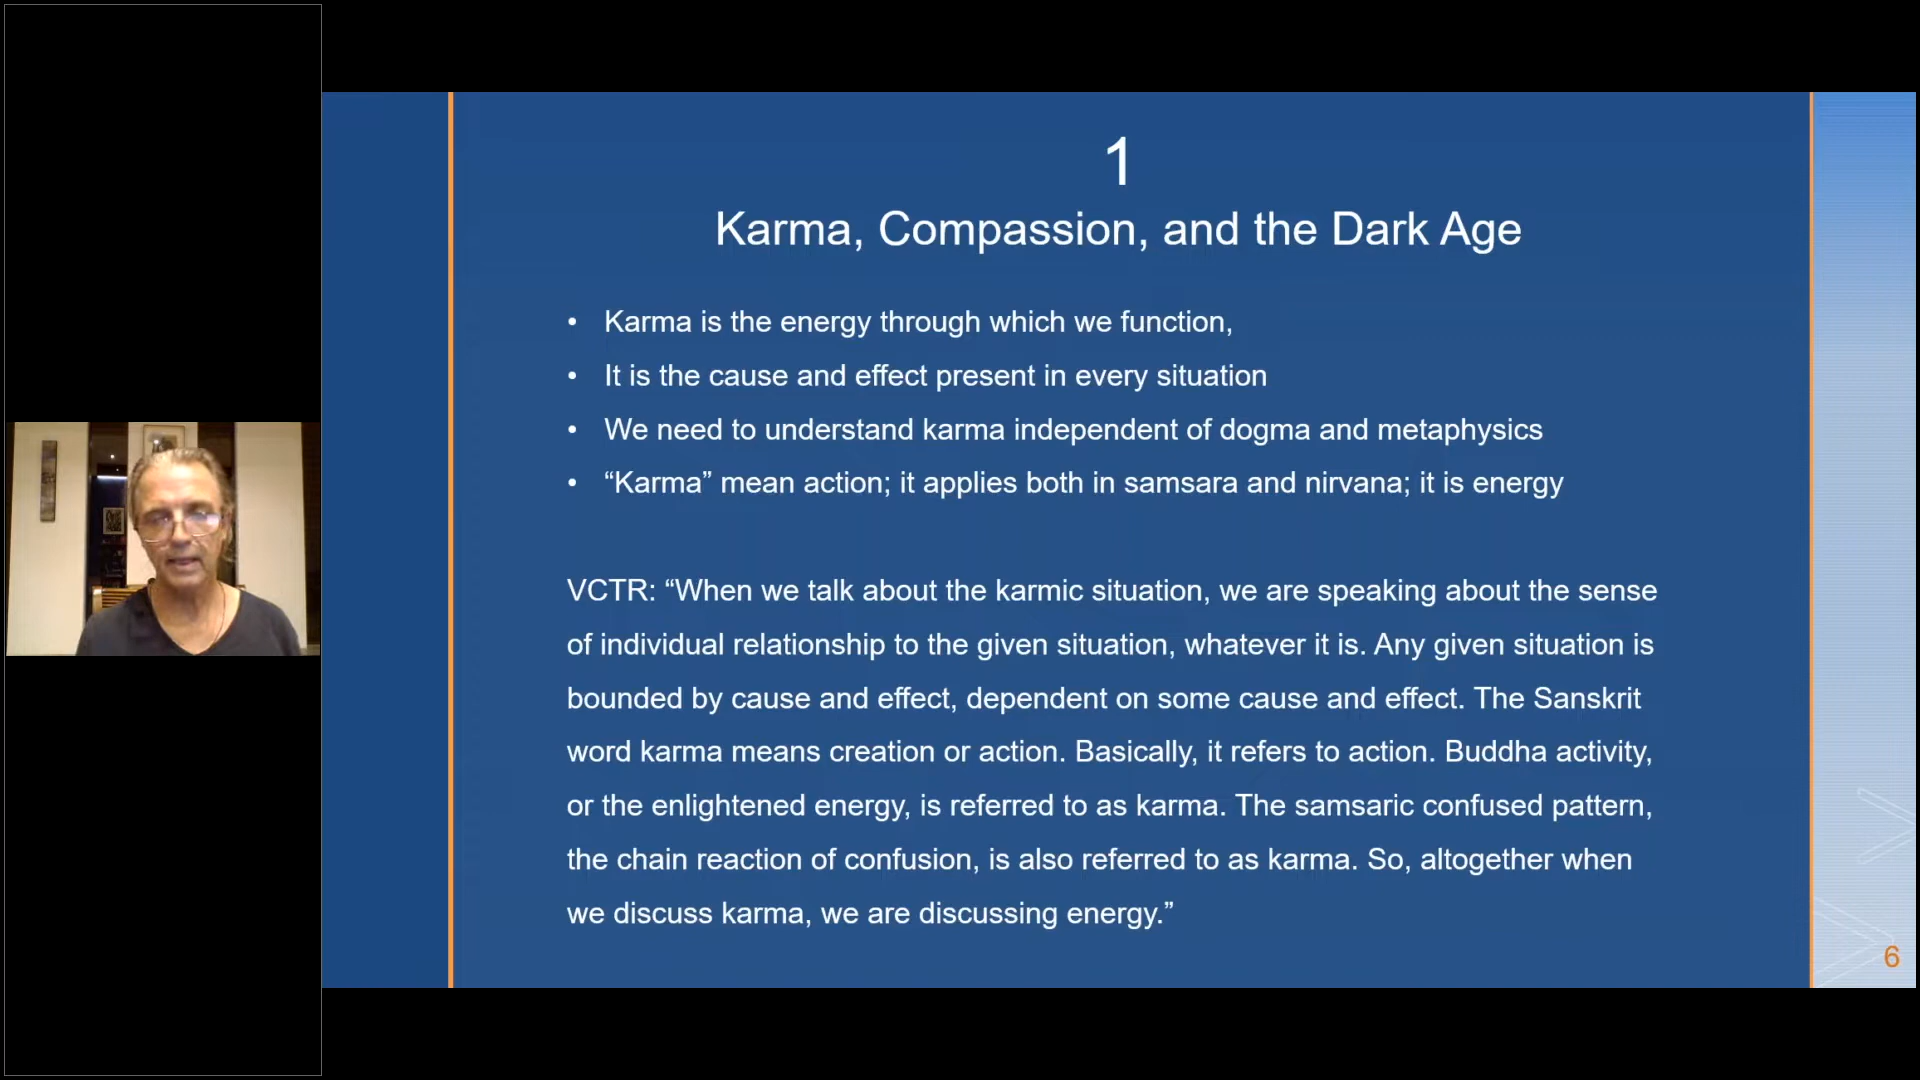 1
Karma, Compassion, and the Dark Age
• Karma is the energy through which we function,
• It is the cause and effect present in every situation
• We need to understand karma independent of dogma and metaphysics
• “Karma” mean action; it applies both in samsara and nirvana; it is energy
VCTR: “When we talk about the karmic situation, we are speaking about the sense
of individual relationship to the given situation, whatever it is. Any given situation is
bounded by cause and effect, dependent on some cause and effect. The Sanskrit
word karma means creation or action. Basically, it refers to action. Buddha activity,
or the enlightened energy, is referred to as karma. The samsaric confused pattern,
the chain reaction of confusion, is also referred to as karma. So, altogether when
we discuss karma, we are discussing energy.”
6